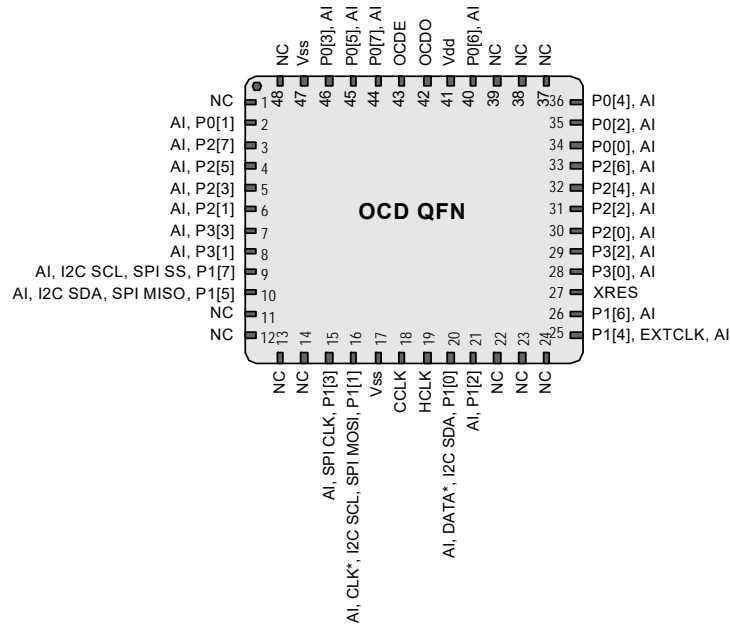 NC
Vss
P0[3], AI
P0[5], AI
P0[7], AI
OCDE
OCDO
Vdd
P0[6], AI
NC
NC
NC
48
47
46
45
44
43
42
41
40
39
38
37
NC 1
AI, P0[1] 2
AI, P2[7] 3
AI, P2[5] 4
AI, P2[3] 5
AI, P2[1] 6
AI, P3[3] 7
AI, P3[1] 8
AI, I2C SCL, SPI SS, P1[7] 9
AI, I2C SDA, SPI MISO, P1[5] 10
NC 11
NC 12
OCD QFN
36 P0[4], AI
35 P0[2], AI
34 P0[0], AI
33 P2[6], AI
32 P2[4], AI
31 P2[2], AI
30 P2[0], AI
29 P3[2], AI
28 P3[0], AI
27 XRES
26 P1[6], AI
25 P1[4], EXTCLK, AI
13
14
15
16
17
18
19
20
21
22
23
24
NC
NC
AI, SPI CLK, P1[3]
AI, CLK*, I2C SCL, SPI MOSI, P1[1]
Vss
CCLK
HCLK
AI, DATA*, I2C SDA, P1[0]
AI, P1[2]
NC
NC
NC